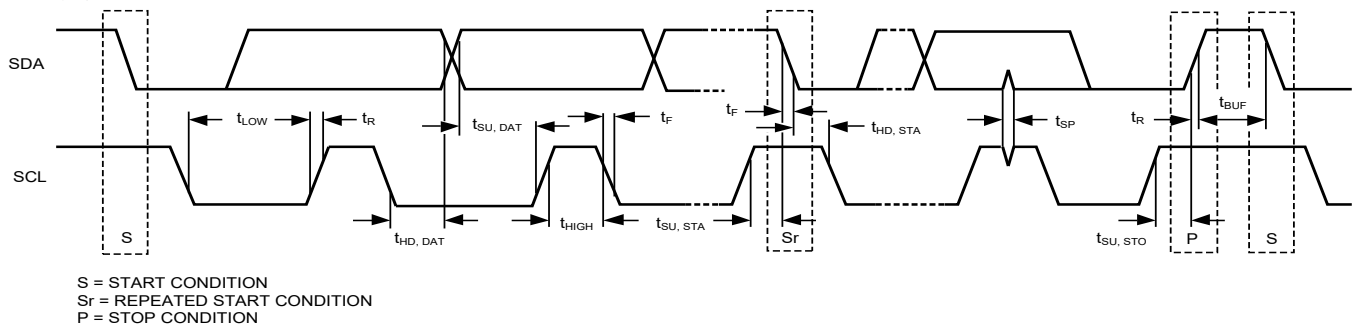 SDA
tLOW
tR
tSU, DAT
tF
tF
tHD, STA
tSP
tR
tBUF
SCL
S
tHD, DAT
tHIGH
tSU, STA
Sr
tSU, STO
P
S
S = START CONDITION
Sr = REPEATED START CONDITION
P = STOP CONDITION